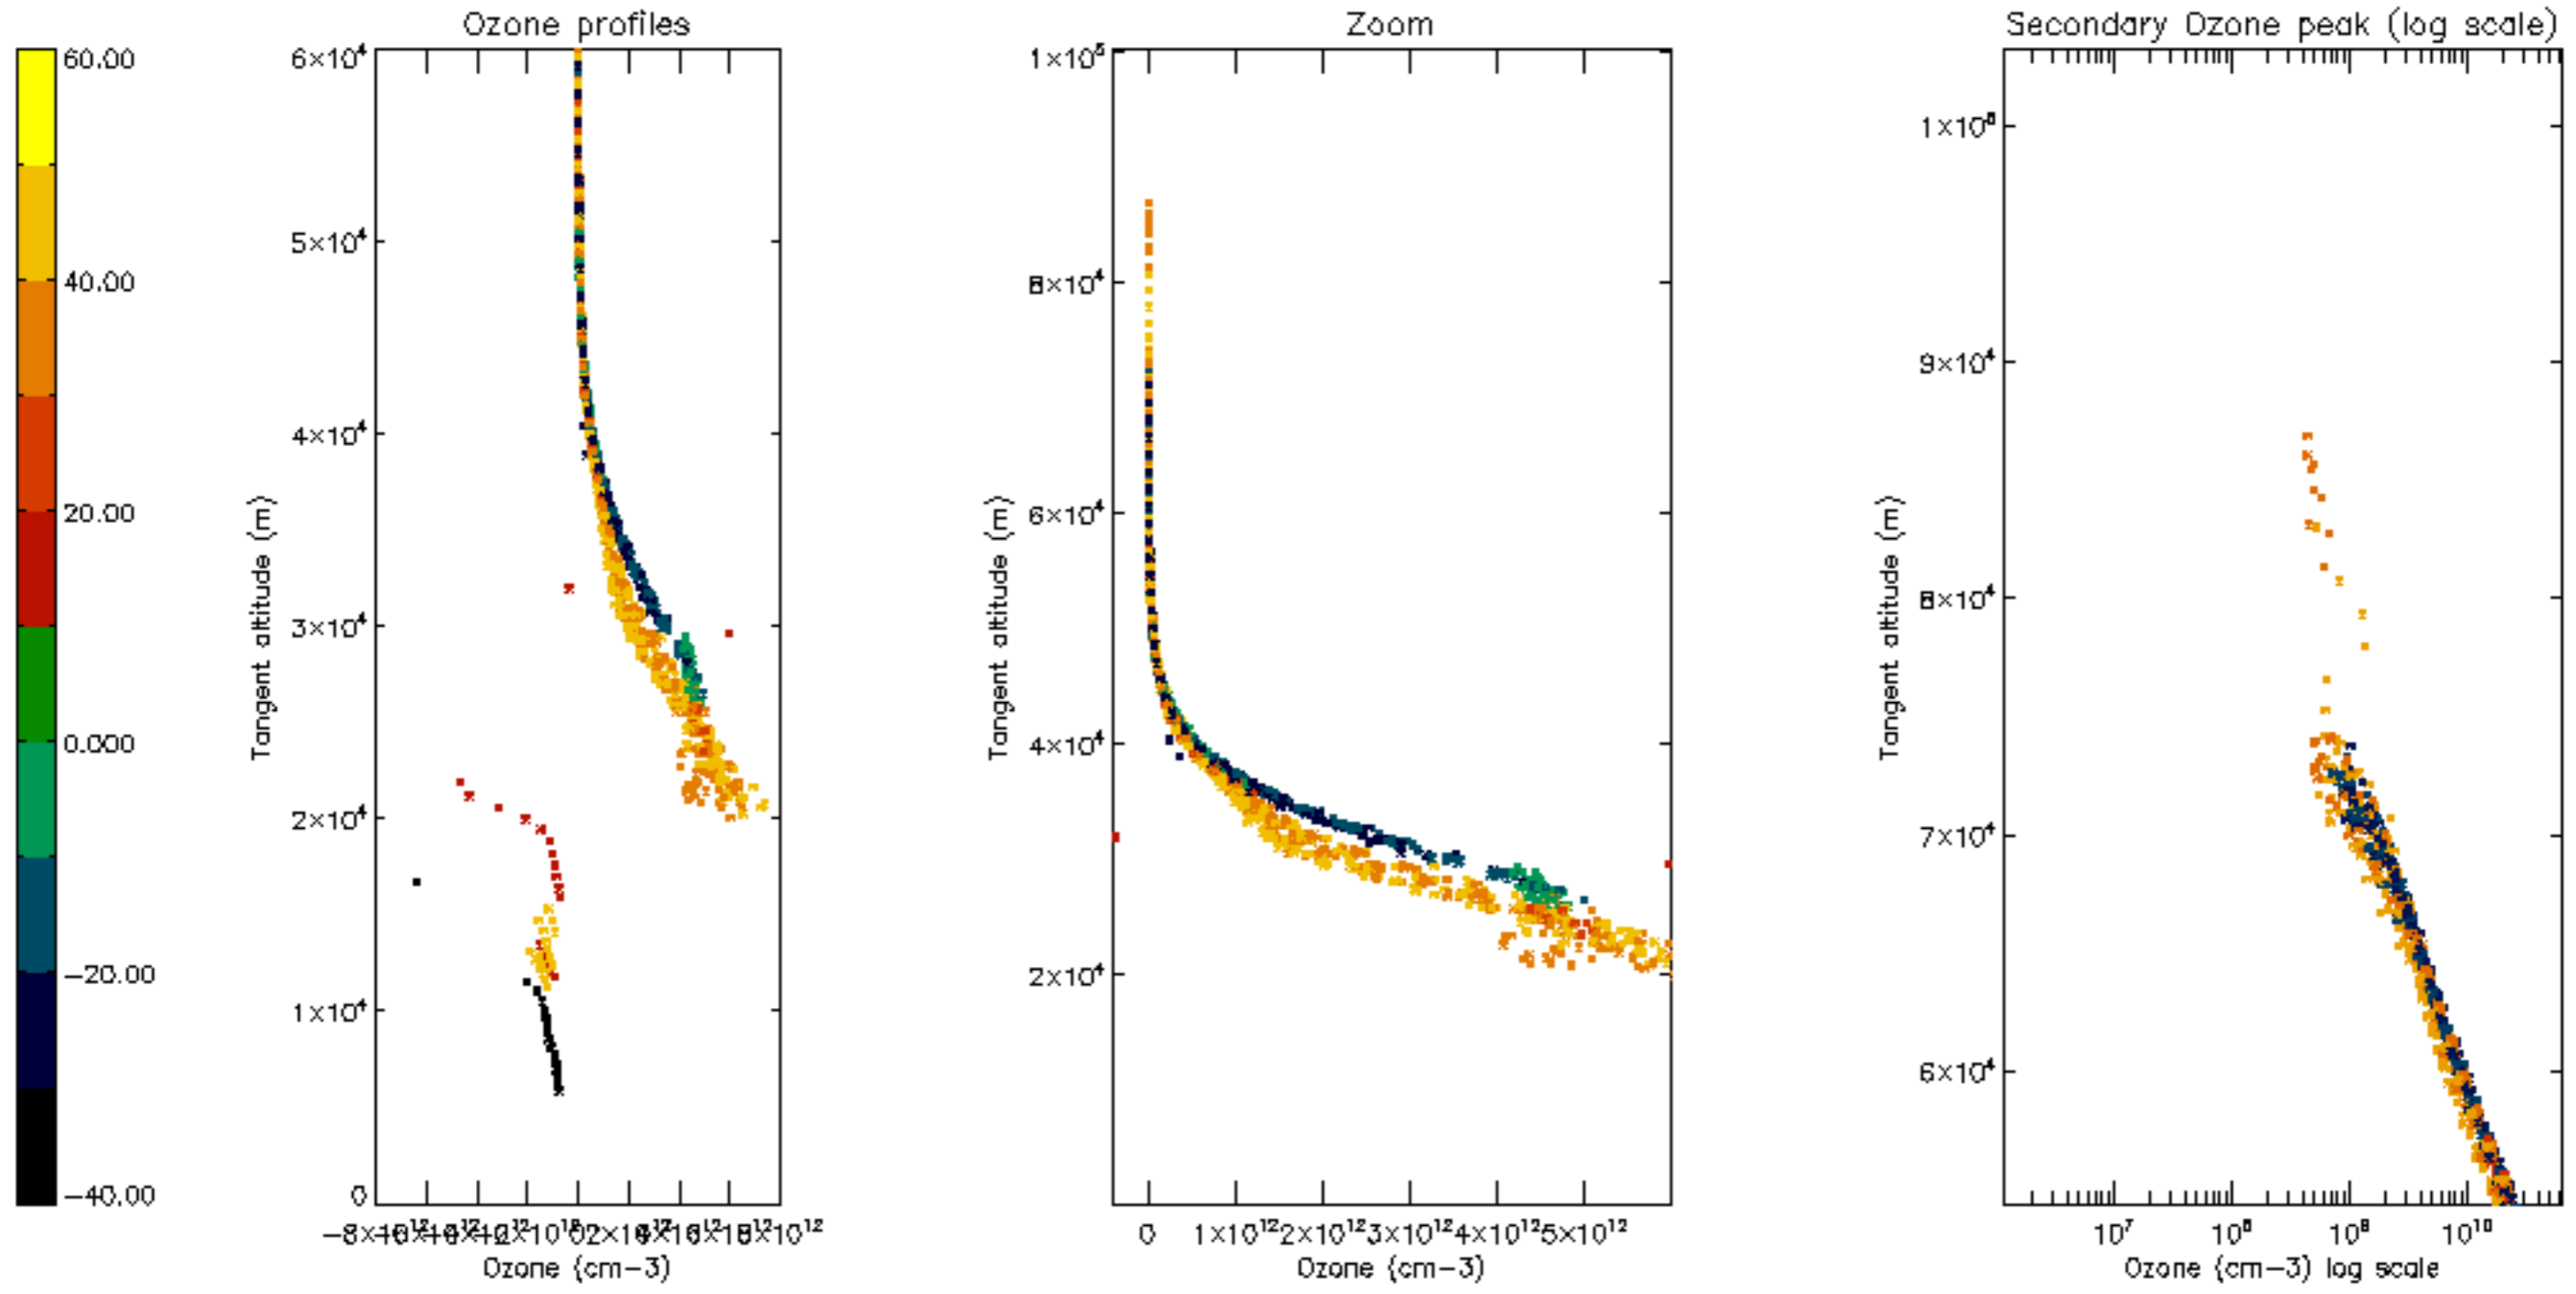 Ozone profiles
Zoom
Secondary Ozone peak (log scale)
60.00
40.00
20.00
0.000
−20.00
−40.00
6×10⁴
5×10⁴
4×10⁴
3×10⁴
2×10⁴
1×10⁴
0
Tangent altitude (m)
Ozone (cm−3)
1×10⁵
8×10⁴
6×10⁴
4×10⁴
2×10⁴
Tangent altitude (m)
0 1×10¹² 2×10¹² 3×10¹² 4×10¹² 5×10¹²
Ozone (cm−3)
1×10⁵
9×10⁴
8×10⁴
7×10⁴
6×10⁴
Tangent altitude (m)
10⁷ 10⁸ 10⁹ 10¹⁰
Ozone (cm−3) log scale